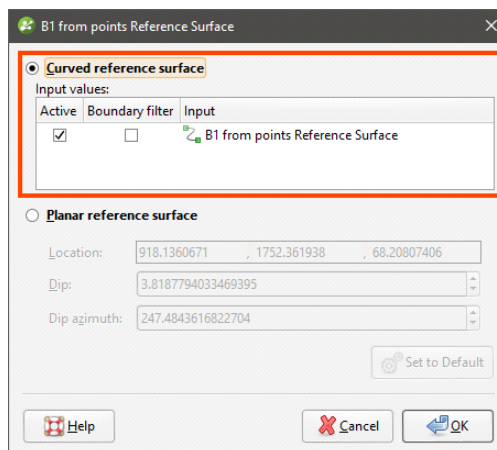 B1 from points Reference Surface
Curved reference surface
Input values:
Active Boundary filter Input
B1 from points Reference Surface
Planar reference surface
Location: 918.1360671 , 1752.361938 , 68.20807406
Dip: 3.8187794033469395
Dip azimuth: 247.4843616822704
Set to Default
Help Cancel OK